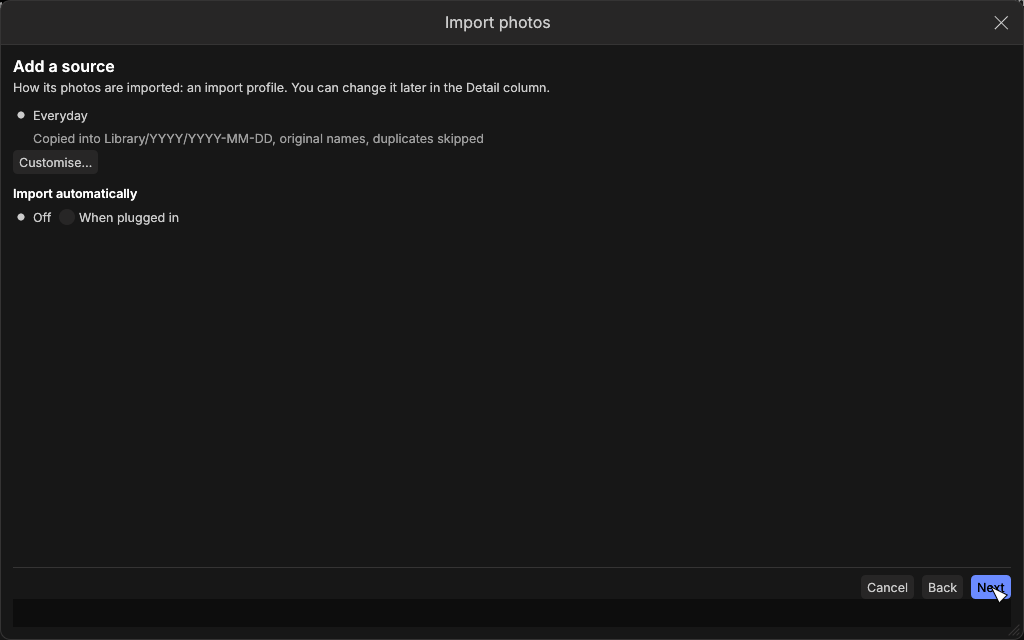 Import photos
Add a source
How its photos are imported: an import profile. You can change it later in the Detail column.
Everyday
Copied into Library/YYYY/YYYY-MM-DD, original names, duplicates skipped
Customise...
Import automatically
Off When plugged in
Cancel Back Next